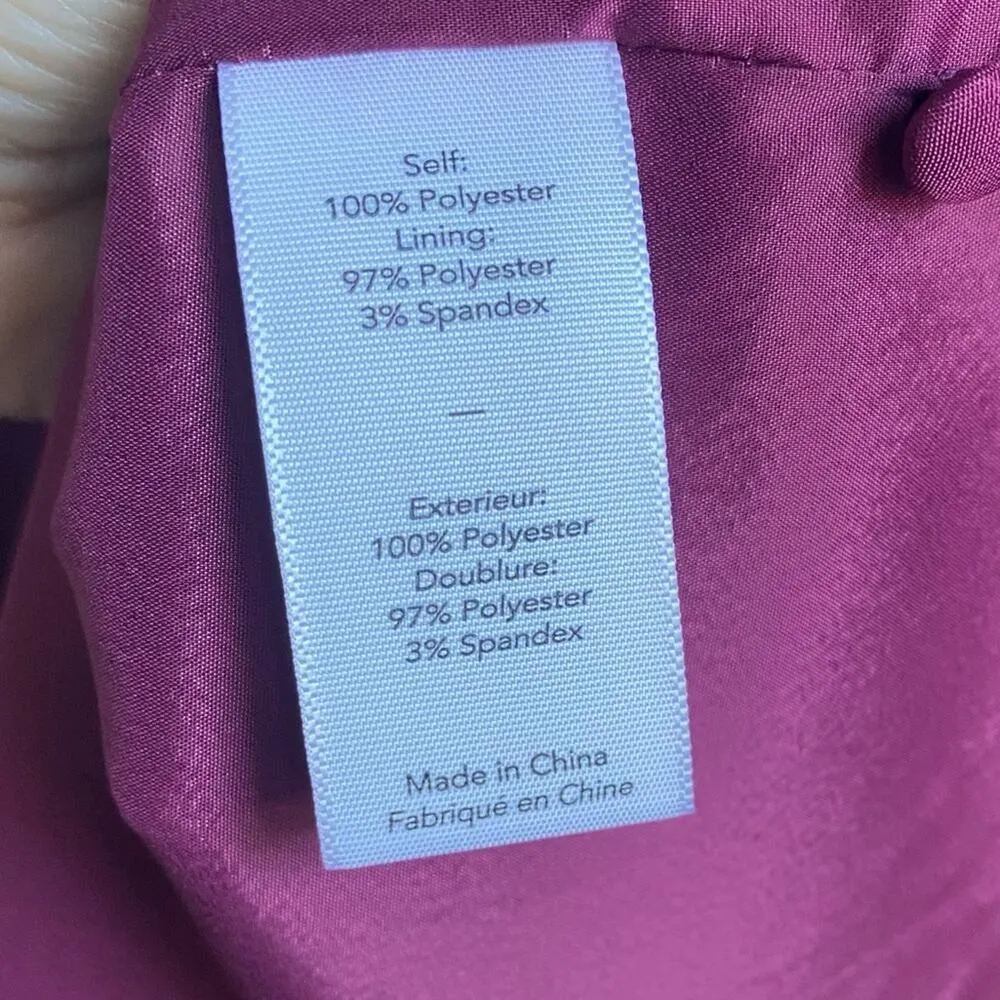 Self:
100% Polyester
Lining:
97% Polyester
3% Spandex
—
Exterieur:
100% Polyester
Doublure:
97% Polyester
3% Spandex
Made in China
Fabriqué en Chine